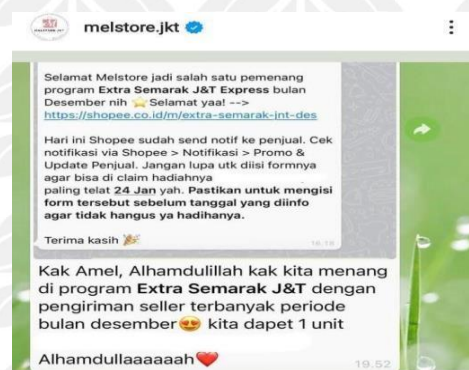 melstore.jkt
Selamat Melstore jadi salah satu pemenang
program Extra Semarak J&T Express bulan
Desember nih ⭐ Selamat yaa! -->
https://shopee.co.id/m/extra-semarak-jnt-des
Hari ini Shopee sudah send notif ke penjual. Cek
notifikasi via Shopee > Notifikasi > Promo &
Update Penjual. Jangan lupa utk diisi formnya
agar bisa di claim hadiahnya
paling telat 24 Jan yah. Pastikan untuk mengisi
form tersebut sebelum tanggal yang diinfo
agar tidak hangus ya hadihanya.
Terima kasih 🎉
Kak Amel, Alhamdulillah kak kita menang
di program Extra Semarak J&T dengan
pengiriman seller terbanyak periode
bulan desember😍 kita dapet 1 unit
Alhamdullaaaaaah❤️
19.52